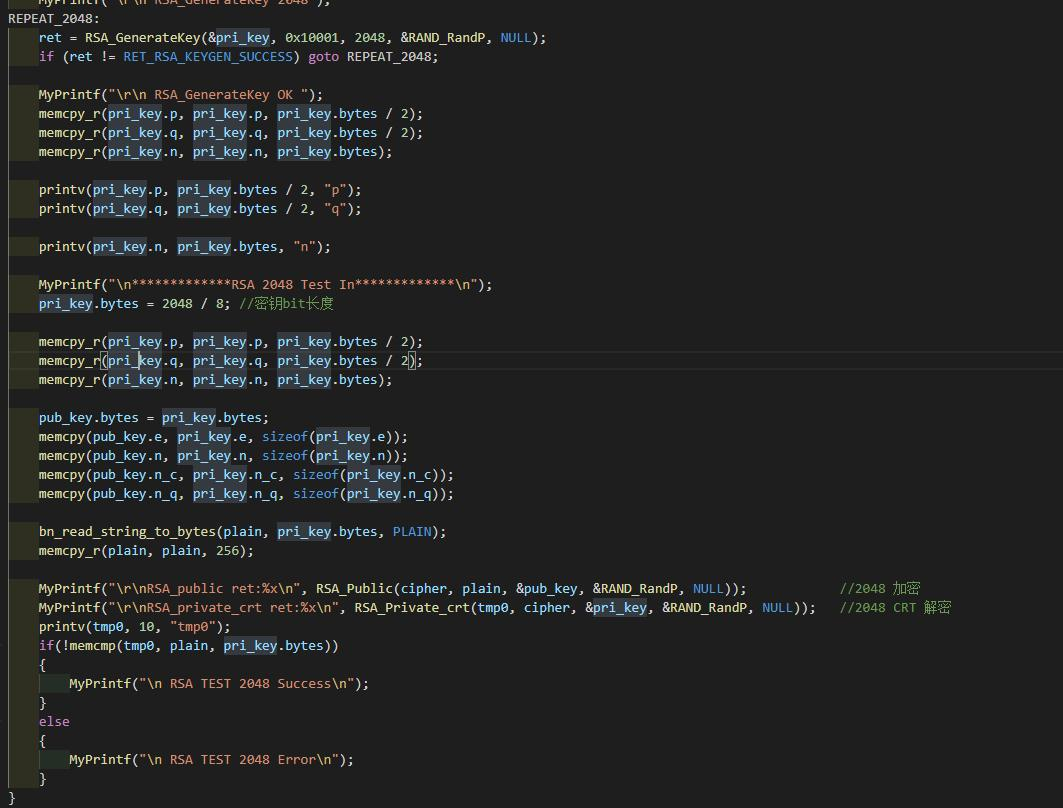 MyPrintf("\r\n RSA_GenerateKey 2048 );
REPEAT_2048:
ret = RSA_GenerateKey(&pri_key, 0x10001, 2048, &RAND_RandP, NULL);
if (ret != RET_RSA_KEYGEN_SUCCESS) goto REPEAT_2048;
MyPrintf("\r\n RSA_GenerateKey OK ");
memcpy_r(pri_key.p, pri_key.p, pri_key.bytes / 2);
memcpy_r(pri_key.q, pri_key.q, pri_key.bytes / 2);
memcpy_r(pri_key.n, pri_key.n, pri_key.bytes);
printv(pri_key.p, pri_key.bytes / 2, "p");
printv(pri_key.q, pri_key.bytes / 2, "q");
printv(pri_key.n, pri_key.bytes, "n");
MyPrintf("\n*************RSA 2048 Test In*************\n");
pri_key.bytes = 2048 / 8; //密钥bit长度
memcpy_r(pri_key.p, pri_key.p, pri_key.bytes / 2);
memcpy_r(pri_key.q, pri_key.q, pri_key.bytes / 2);
memcpy_r(pri_key.n, pri_key.n, pri_key.bytes);
pub_key.bytes = pri_key.bytes;
memcpy(pub_key.e, pri_key.e, sizeof(pri_key.e));
memcpy(pub_key.n, pri_key.n, sizeof(pri_key.n));
memcpy(pub_key.n_c, pri_key.n_c, sizeof(pri_key.n_c));
memcpy(pub_key.n_q, pri_key.n_q, sizeof(pri_key.n_q));
bn_read_string_to_bytes(plain, pri_key.bytes, PLAIN);
memcpy_r(plain, plain, 256);
MyPrintf("\r\nRSA_public ret:%x\n", RSA_Public(cipher, plain, &pub_key, &RAND_RandP, NULL)); //2048 加密
MyPrintf("\r\nRSA_private_crt ret:%x\n", RSA_Private_crt(tmp0, cipher, &pri_key, &RAND_RandP, NULL)); //2048 CRT 解密
printv(tmp0, 10, "tmp0");
if(!memcmp(tmp0, plain, pri_key.bytes))
{
MyPrintf("\n RSA TEST 2048 Success\n");
}
else
{
MyPrintf("\n RSA TEST 2048 Error\n");
}
}